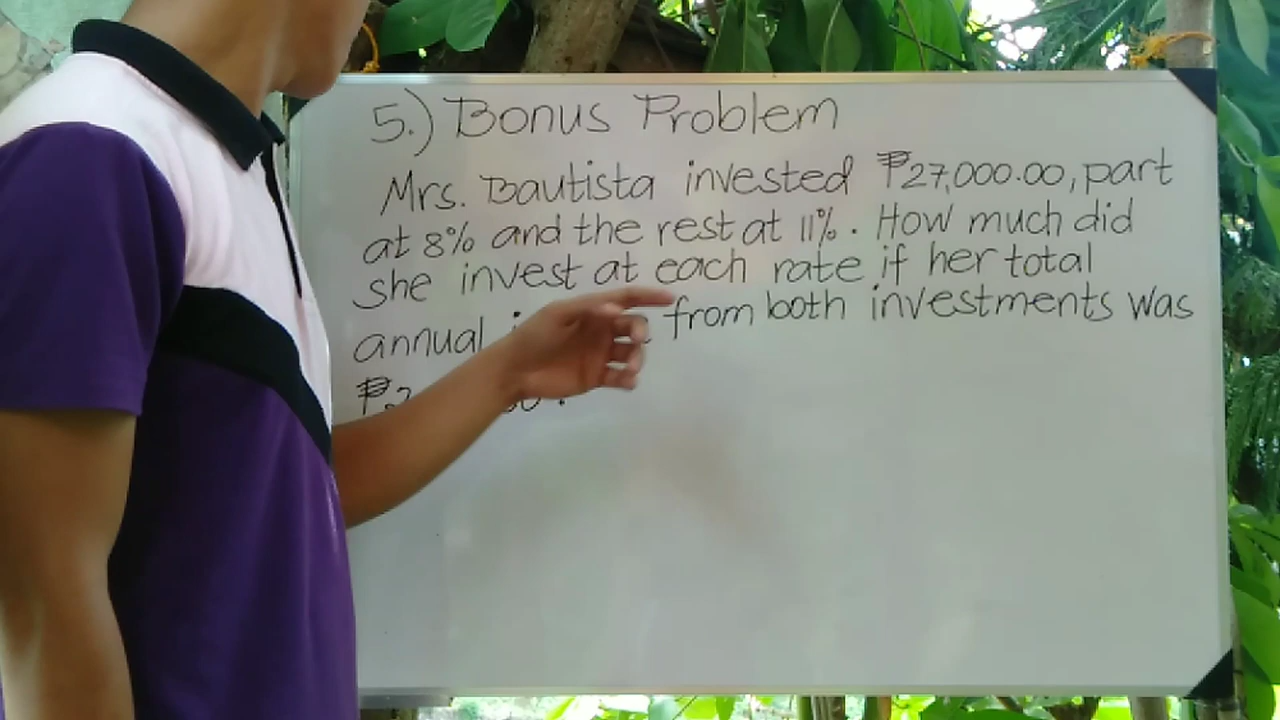 5.) Bonus Problem
Mrs. Bautista invested ₱27,000.00, part
at 8% and the rest at 11%. How much did
she invest at each rate if her total
annual from both investments was